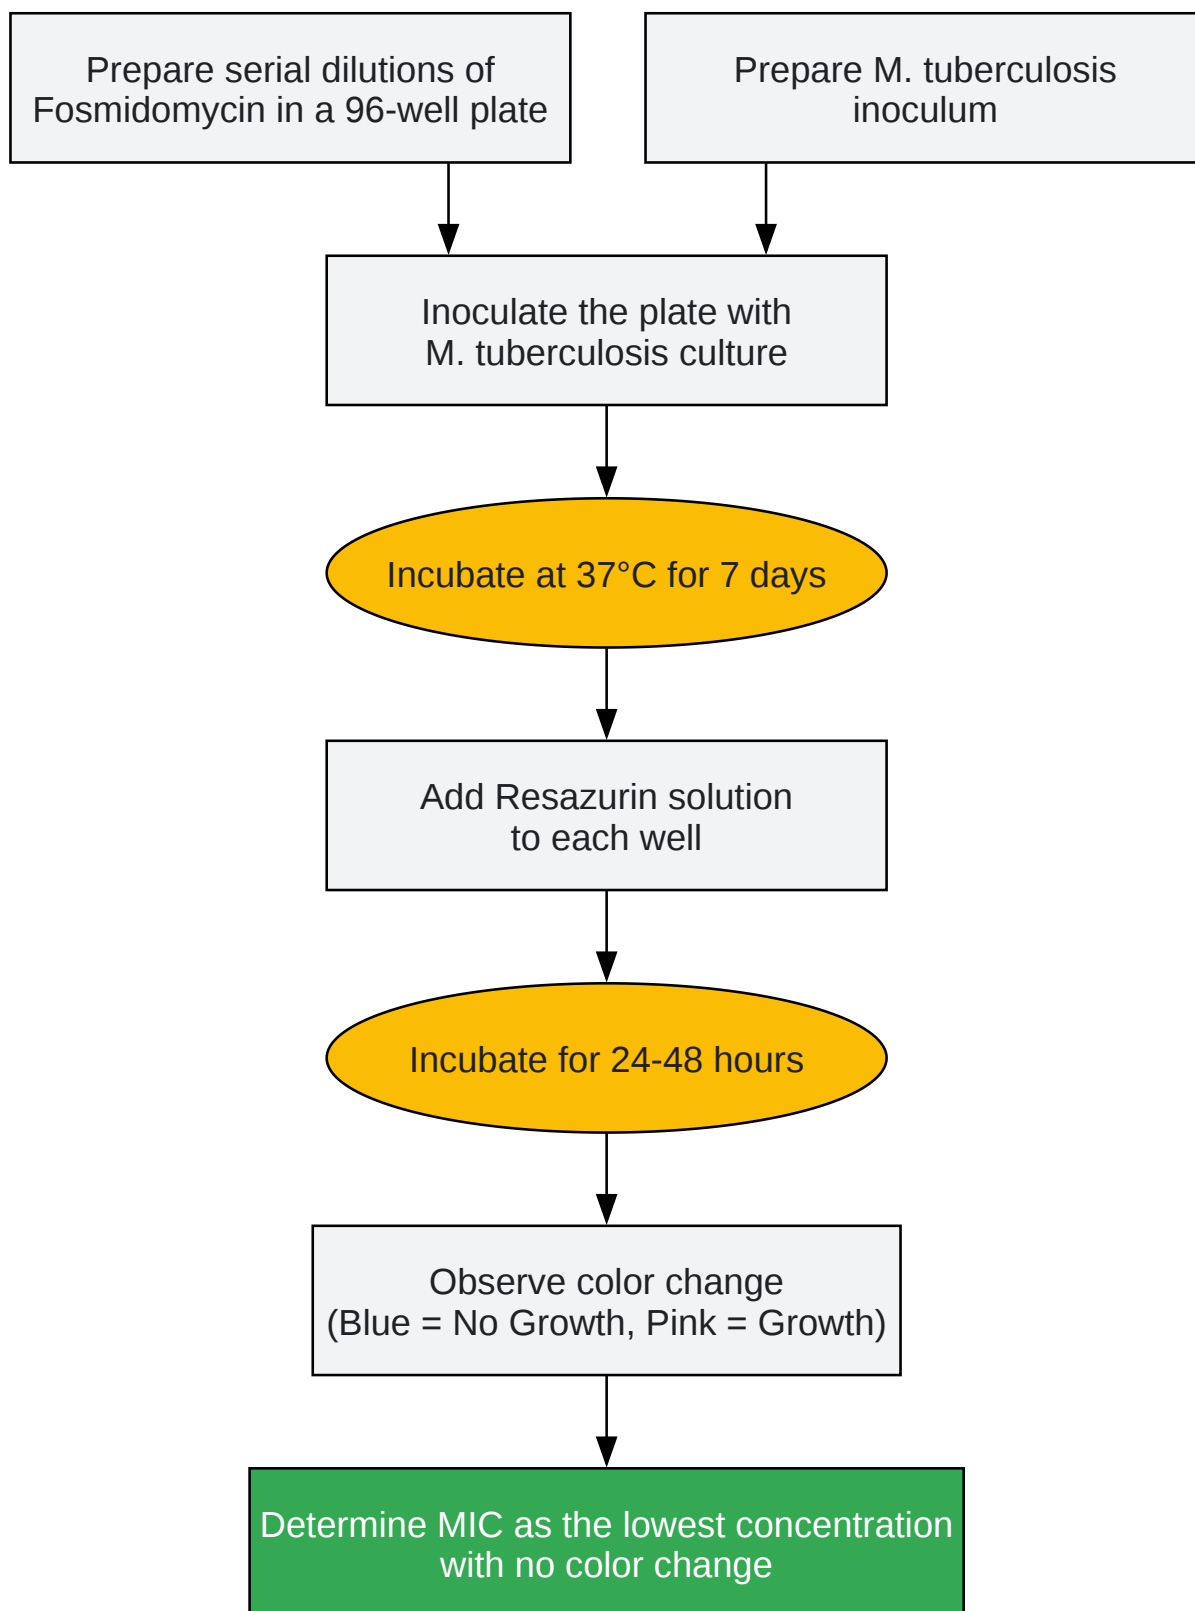 Prepare serial dilutions of
Fosmidomycin in a 96-well plate
Prepare M. tuberculosis
inoculum
Inoculate the plate with
M. tuberculosis culture
Incubate at 37°C for 7 days
Add Resazurin solution
to each well
Incubate for 24-48 hours
Observe color change
(Blue = No Growth, Pink = Growth)
Determine MIC as the lowest concentration
with no color change